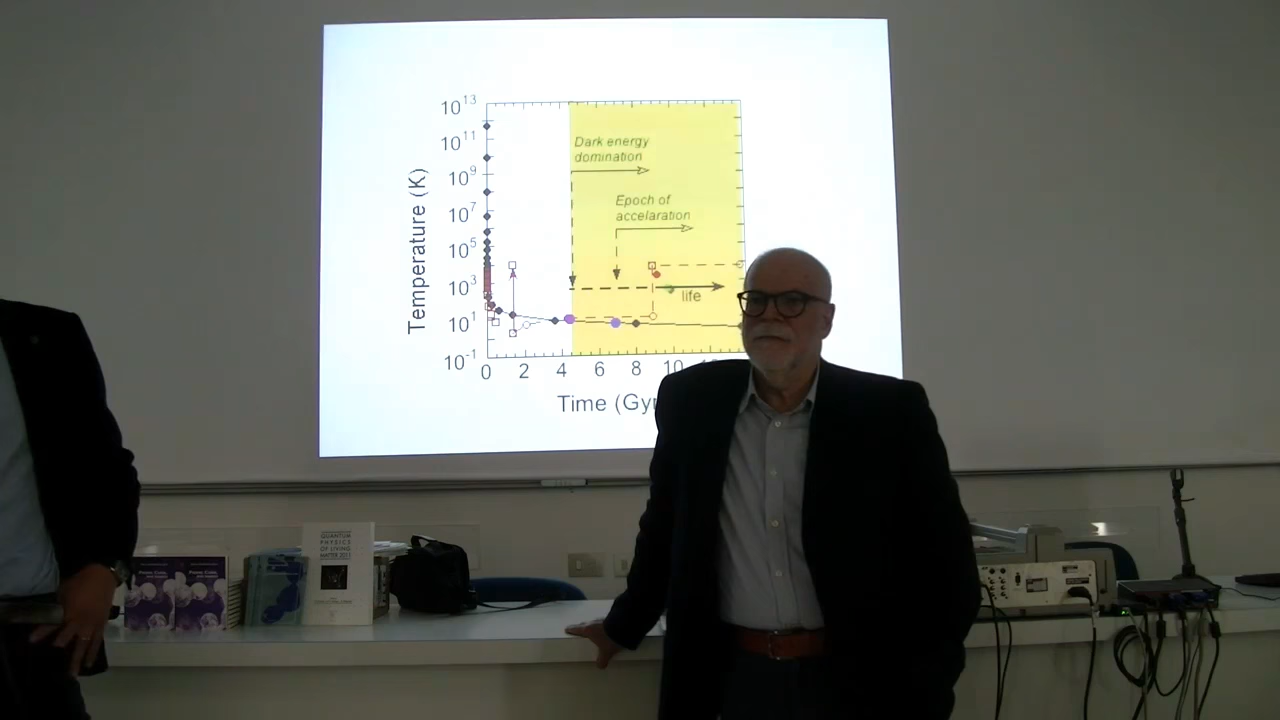 10^13
10^11
10^9
10^7
10^5
10^3
10^1
10^-1
Temperature (K)
Dark energy
domination
Epoch of
accelaration
life
0 2 4 6 8 10
Time (Gy
QUANTUM
PHYSICS
OF LIVING
MATTER 2011